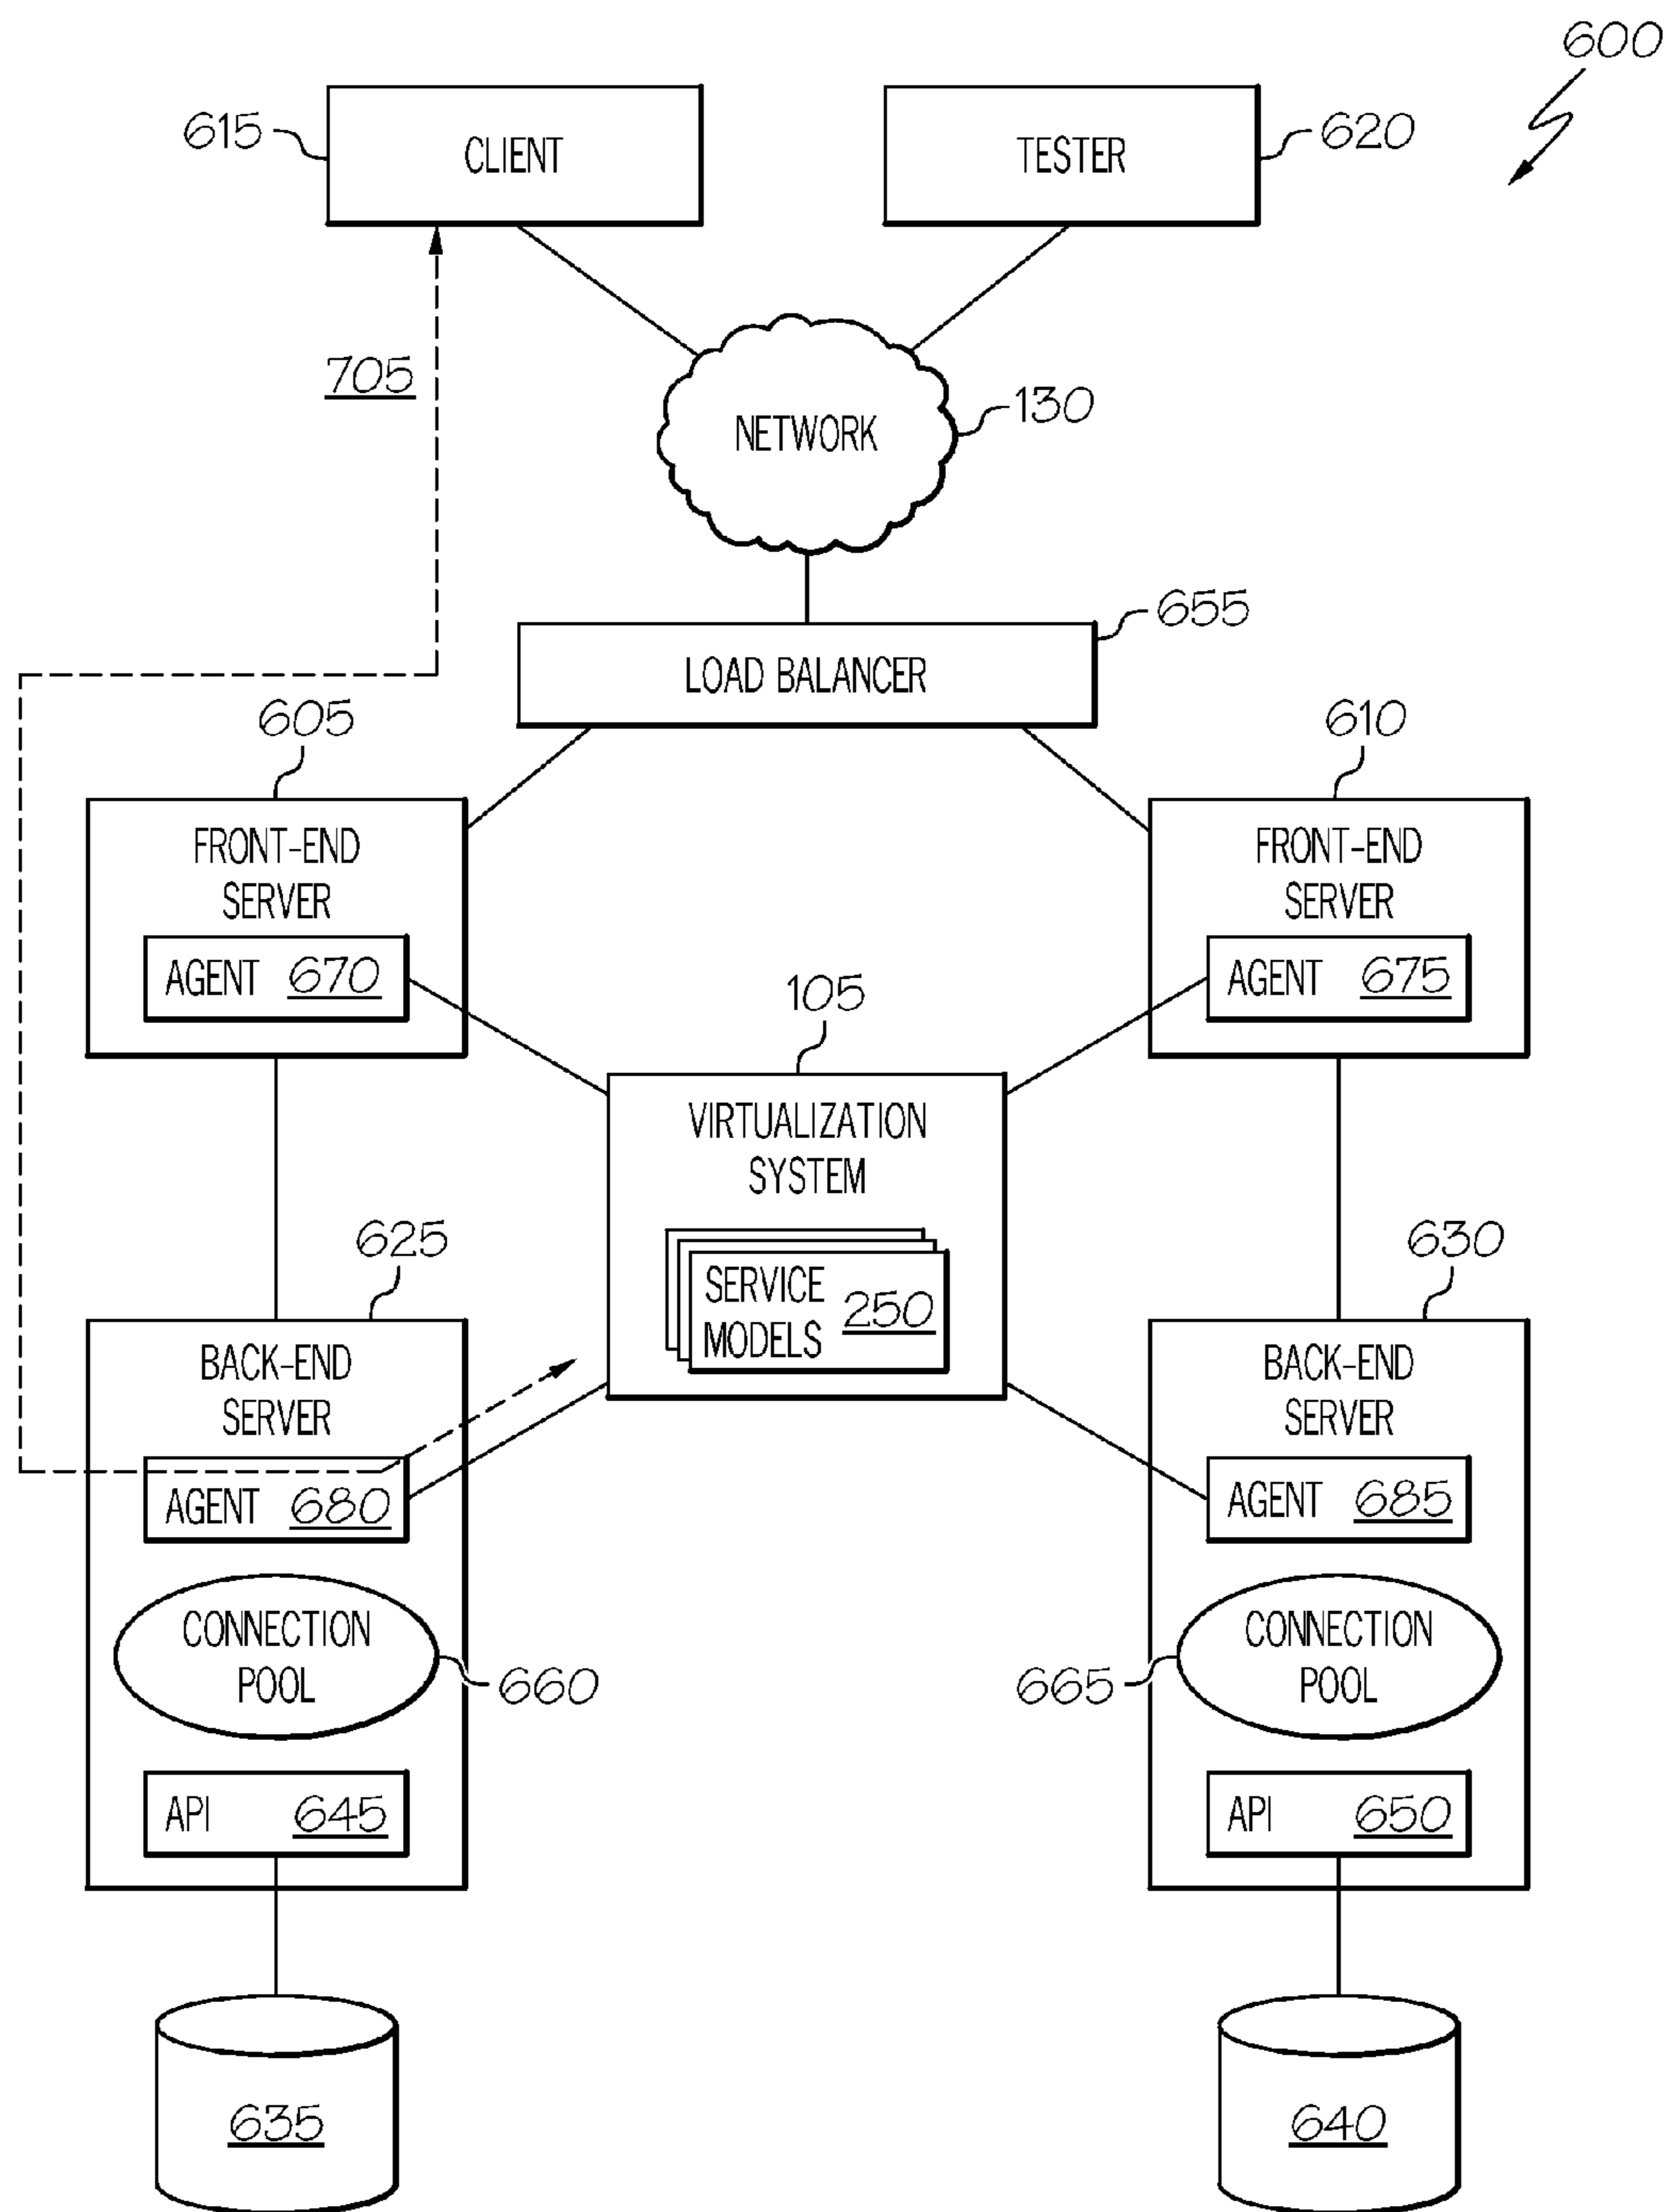 600
615
CLIENT
TESTER
620
705
NETWORK
130
655
LOAD BALANCER
605
610
FRONT-END
SERVER
AGENT 670
FRONT-END
SERVER
AGENT 675
105
VIRTUALIZATION
SYSTEM
SERVICE
MODELS 250
625
630
BACK-END
SERVER
AGENT 680
CONNECTION
POOL
660
API 645
BACK-END
SERVER
AGENT 685
CONNECTION
POOL
665
API 650
635
640